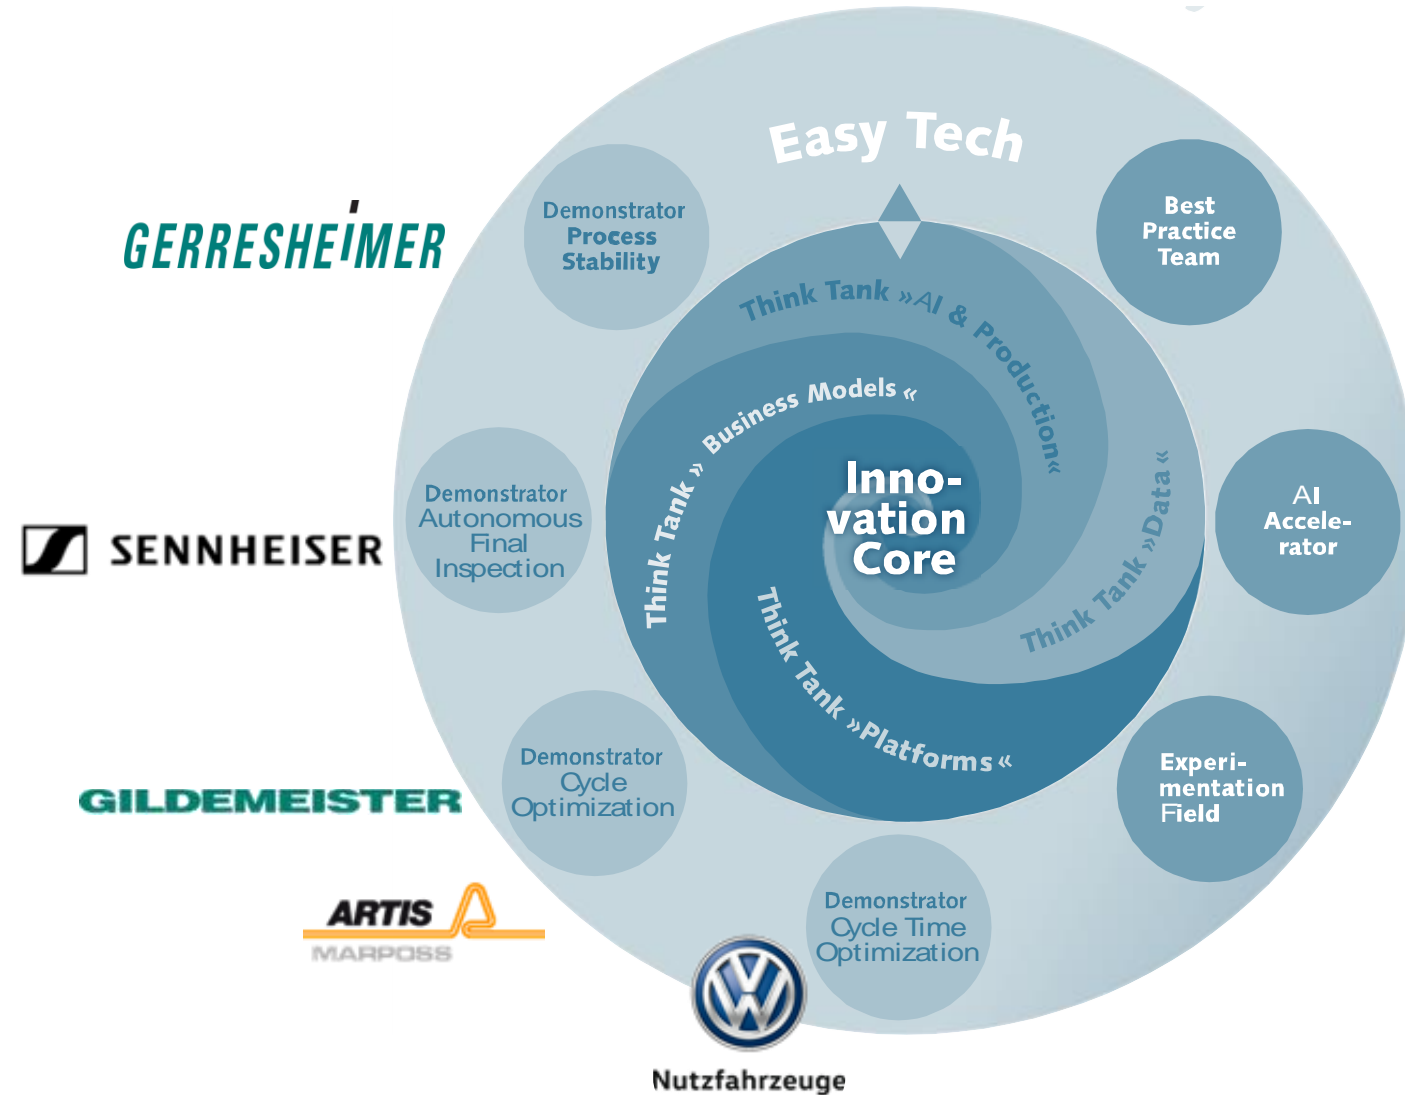 Easy Tech
GERRESHEIMER
Demonstrator
Process
Stability
Best
Practice
Team
Think Tank »AI & Production«
Think Tank » Business Models «
Think Tank »Data «
Inno-
vation
Core
SENNHEISER
Demonstrator
Autonomous
Final
Inspection
AI
Accele-
rator
Think Tank »Platforms «
GILDEMEISTER
Demonstrator
Cycle
Optimization
Experi-
mentation
Field
ARTIS
MARPOSS
Demonstrator
Cycle Time
Optimization
VW
Nutzfahrzeuge